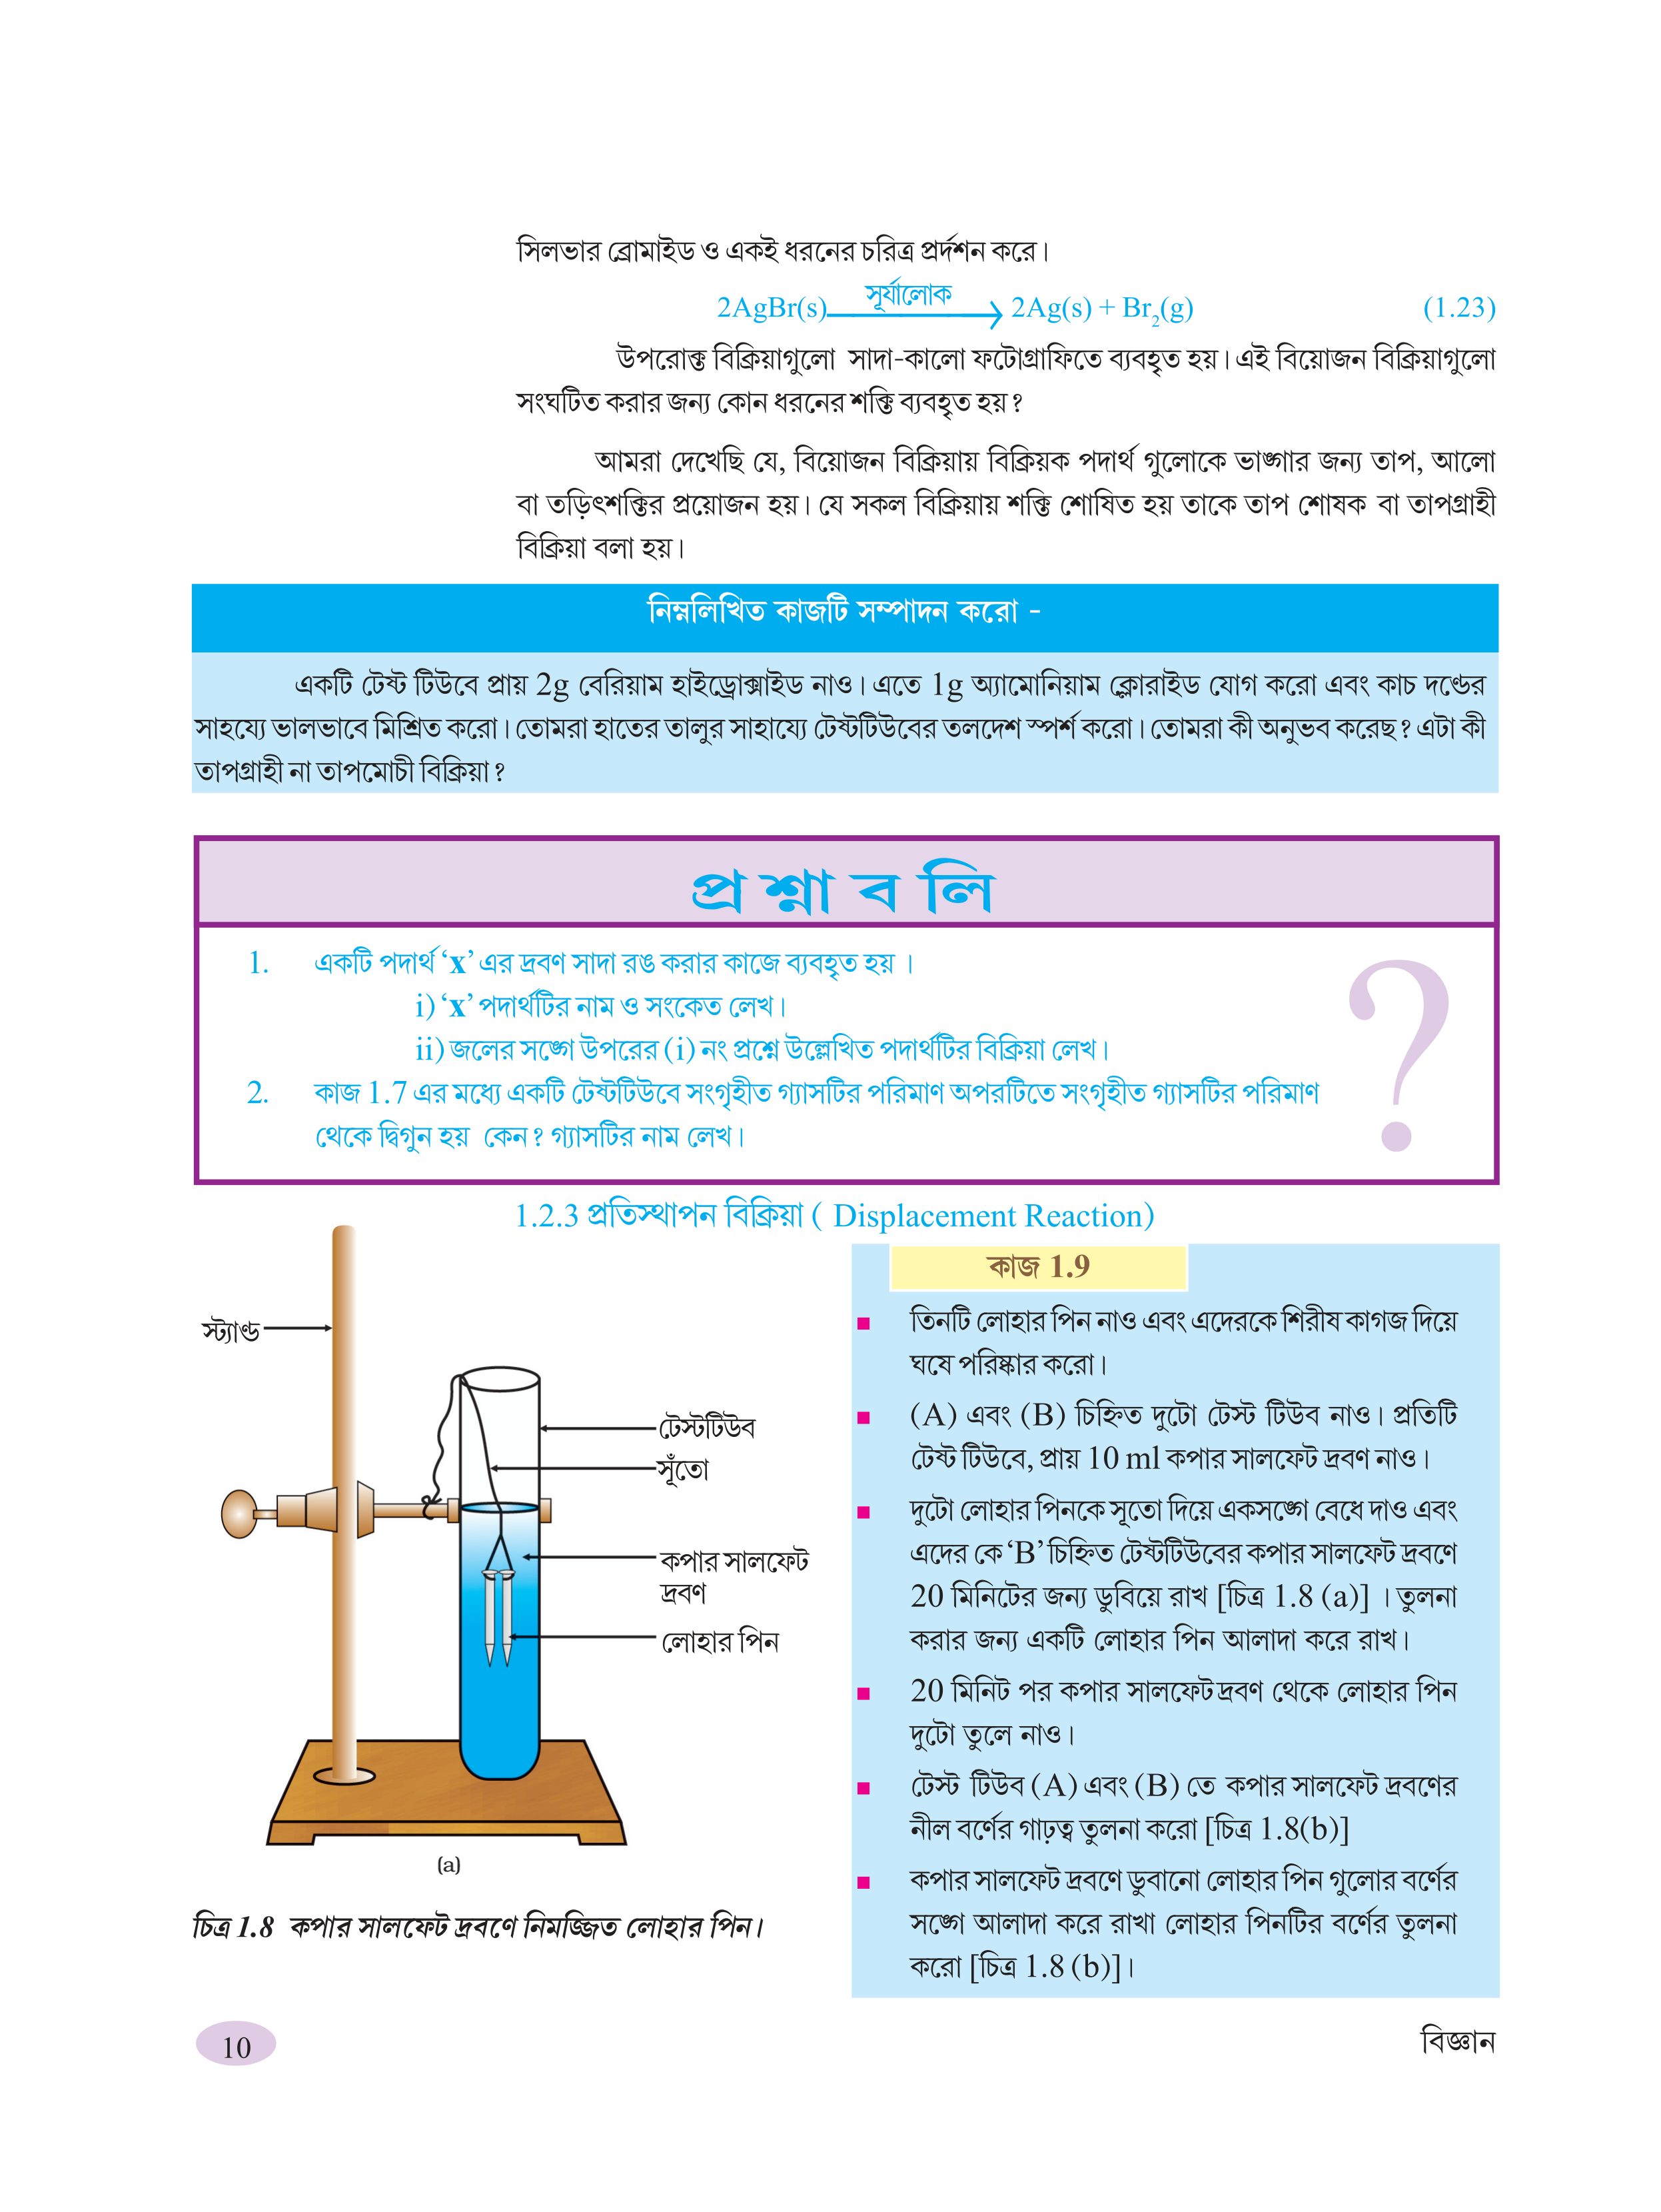 সিলভার ব্রোমাইড ও একই ধরনের চরিত্র প্রর্দশন করে।
সূর্যালোক
2AgBr(s) ⟶ 2Ag(s) + Br₂(g) (1.23)
উপরোক্ত বিক্রিয়াগুলো সাদা-কালো ফটোগ্রাফিতে ব্যবহৃত হয়। এই বিয়োজন বিক্রিয়াগুলো
সংঘটিত করার জন্য কোন ধরনের শক্তি ব্যবহৃত হয়?
আমরা দেখেছি যে, বিয়োজন বিক্রিয়ায় বিক্রিয়ক পদার্থ গুলোকে ভাঙ্গার জন্য তাপ, আলো
বা তড়িৎশক্তির প্রয়োজন হয়। যে সকল বিক্রিয়ায় শক্তি শোষিত হয় তাকে তাপ শোষক বা তাপগ্রাহী
বিক্রিয়া বলা হয়।
নিম্নলিখিত কাজটি সম্পাদন করো -
একটি টেষ্ট টিউবে প্রায় 2g বেরিয়াম হাইড্রোক্সাইড নাও। এতে 1g অ্যামোনিয়াম ক্লোরাইড যোগ করো এবং কাচ দণ্ডের
সাহয্যে ভালভাবে মিশ্রিত করো। তোমরা হাতের তালুর সাহায্যে টেষ্টটিউবের তলদেশ স্পর্শ করো। তোমরা কী অনুভব করেছ? এটা কী
তাপগ্রাহী না তাপমোচী বিক্রিয়া?
প্রশ্নাবলি
1. একটি পদার্থ ‘x’ এর দ্রবণ সাদা রঙ করার কাজে ব্যবহৃত হয় ।
i) ‘x’ পদার্থটির নাম ও সংকেত লেখ।
ii) জলের সঙ্গে উপরের (i) নং প্রশ্নে উল্লেখিত পদার্থটির বিক্রিয়া লেখ।
2. কাজ 1.7 এর মধ্যে একটি টেষ্টটিউবে সংগৃহীত গ্যাসটির পরিমাণ অপরটিতে সংগৃহীত গ্যাসটির পরিমাণ
থেকে দ্বিগুন হয় কেন? গ্যাসটির নাম লেখ।
?
1.2.3 প্রতিস্থাপন বিক্রিয়া ( Displacement Reaction)
স্ট্যাণ্ড
টেস্টটিউব
সূঁতো
কপার সালফেট
দ্রবণ
লোহার পিন
(a)
চিত্র 1.8 কপার সালফেট দ্রবণে নিমজ্জিত লোহার পিন।
কাজ 1.9
■ তিনটি লোহার পিন নাও এবং এদেরকে শিরীষ কাগজ দিয়ে
ঘষে পরিষ্কার করো।
■ (A) এবং (B) চিহ্নিত দুটো টেস্ট টিউব নাও। প্রতিটি
টেষ্ট টিউবে, প্রায় 10 ml কপার সালফেট দ্রবণ নাও।
■ দুটো লোহার পিনকে সূতো দিয়ে একসঙ্গে বেধে দাও এবং
এদের কে ‘B’ চিহ্নিত টেষ্টটিউবের কপার সালফেট দ্রবণে
20 মিনিটের জন্য ডুবিয়ে রাখ [চিত্র 1.8 (a)] । তুলনা
করার জন্য একটি লোহার পিন আলাদা করে রাখ।
■ 20 মিনিট পর কপার সালফেট দ্রবণ থেকে লোহার পিন
দুটো তুলে নাও।
■ টেস্ট টিউব (A) এবং (B) তে কপার সালফেট দ্রবণের
নীল বর্ণের গাঢ়ত্ব তুলনা করো [চিত্র 1.8(b)]
■ কপার সালফেট দ্রবণে ডুবানো লোহার পিন গুলোর বর্ণের
সঙ্গে আলাদা করে রাখা লোহার পিনটির বর্ণের তুলনা
করো [চিত্র 1.8 (b)]।
10
বিজ্ঞান